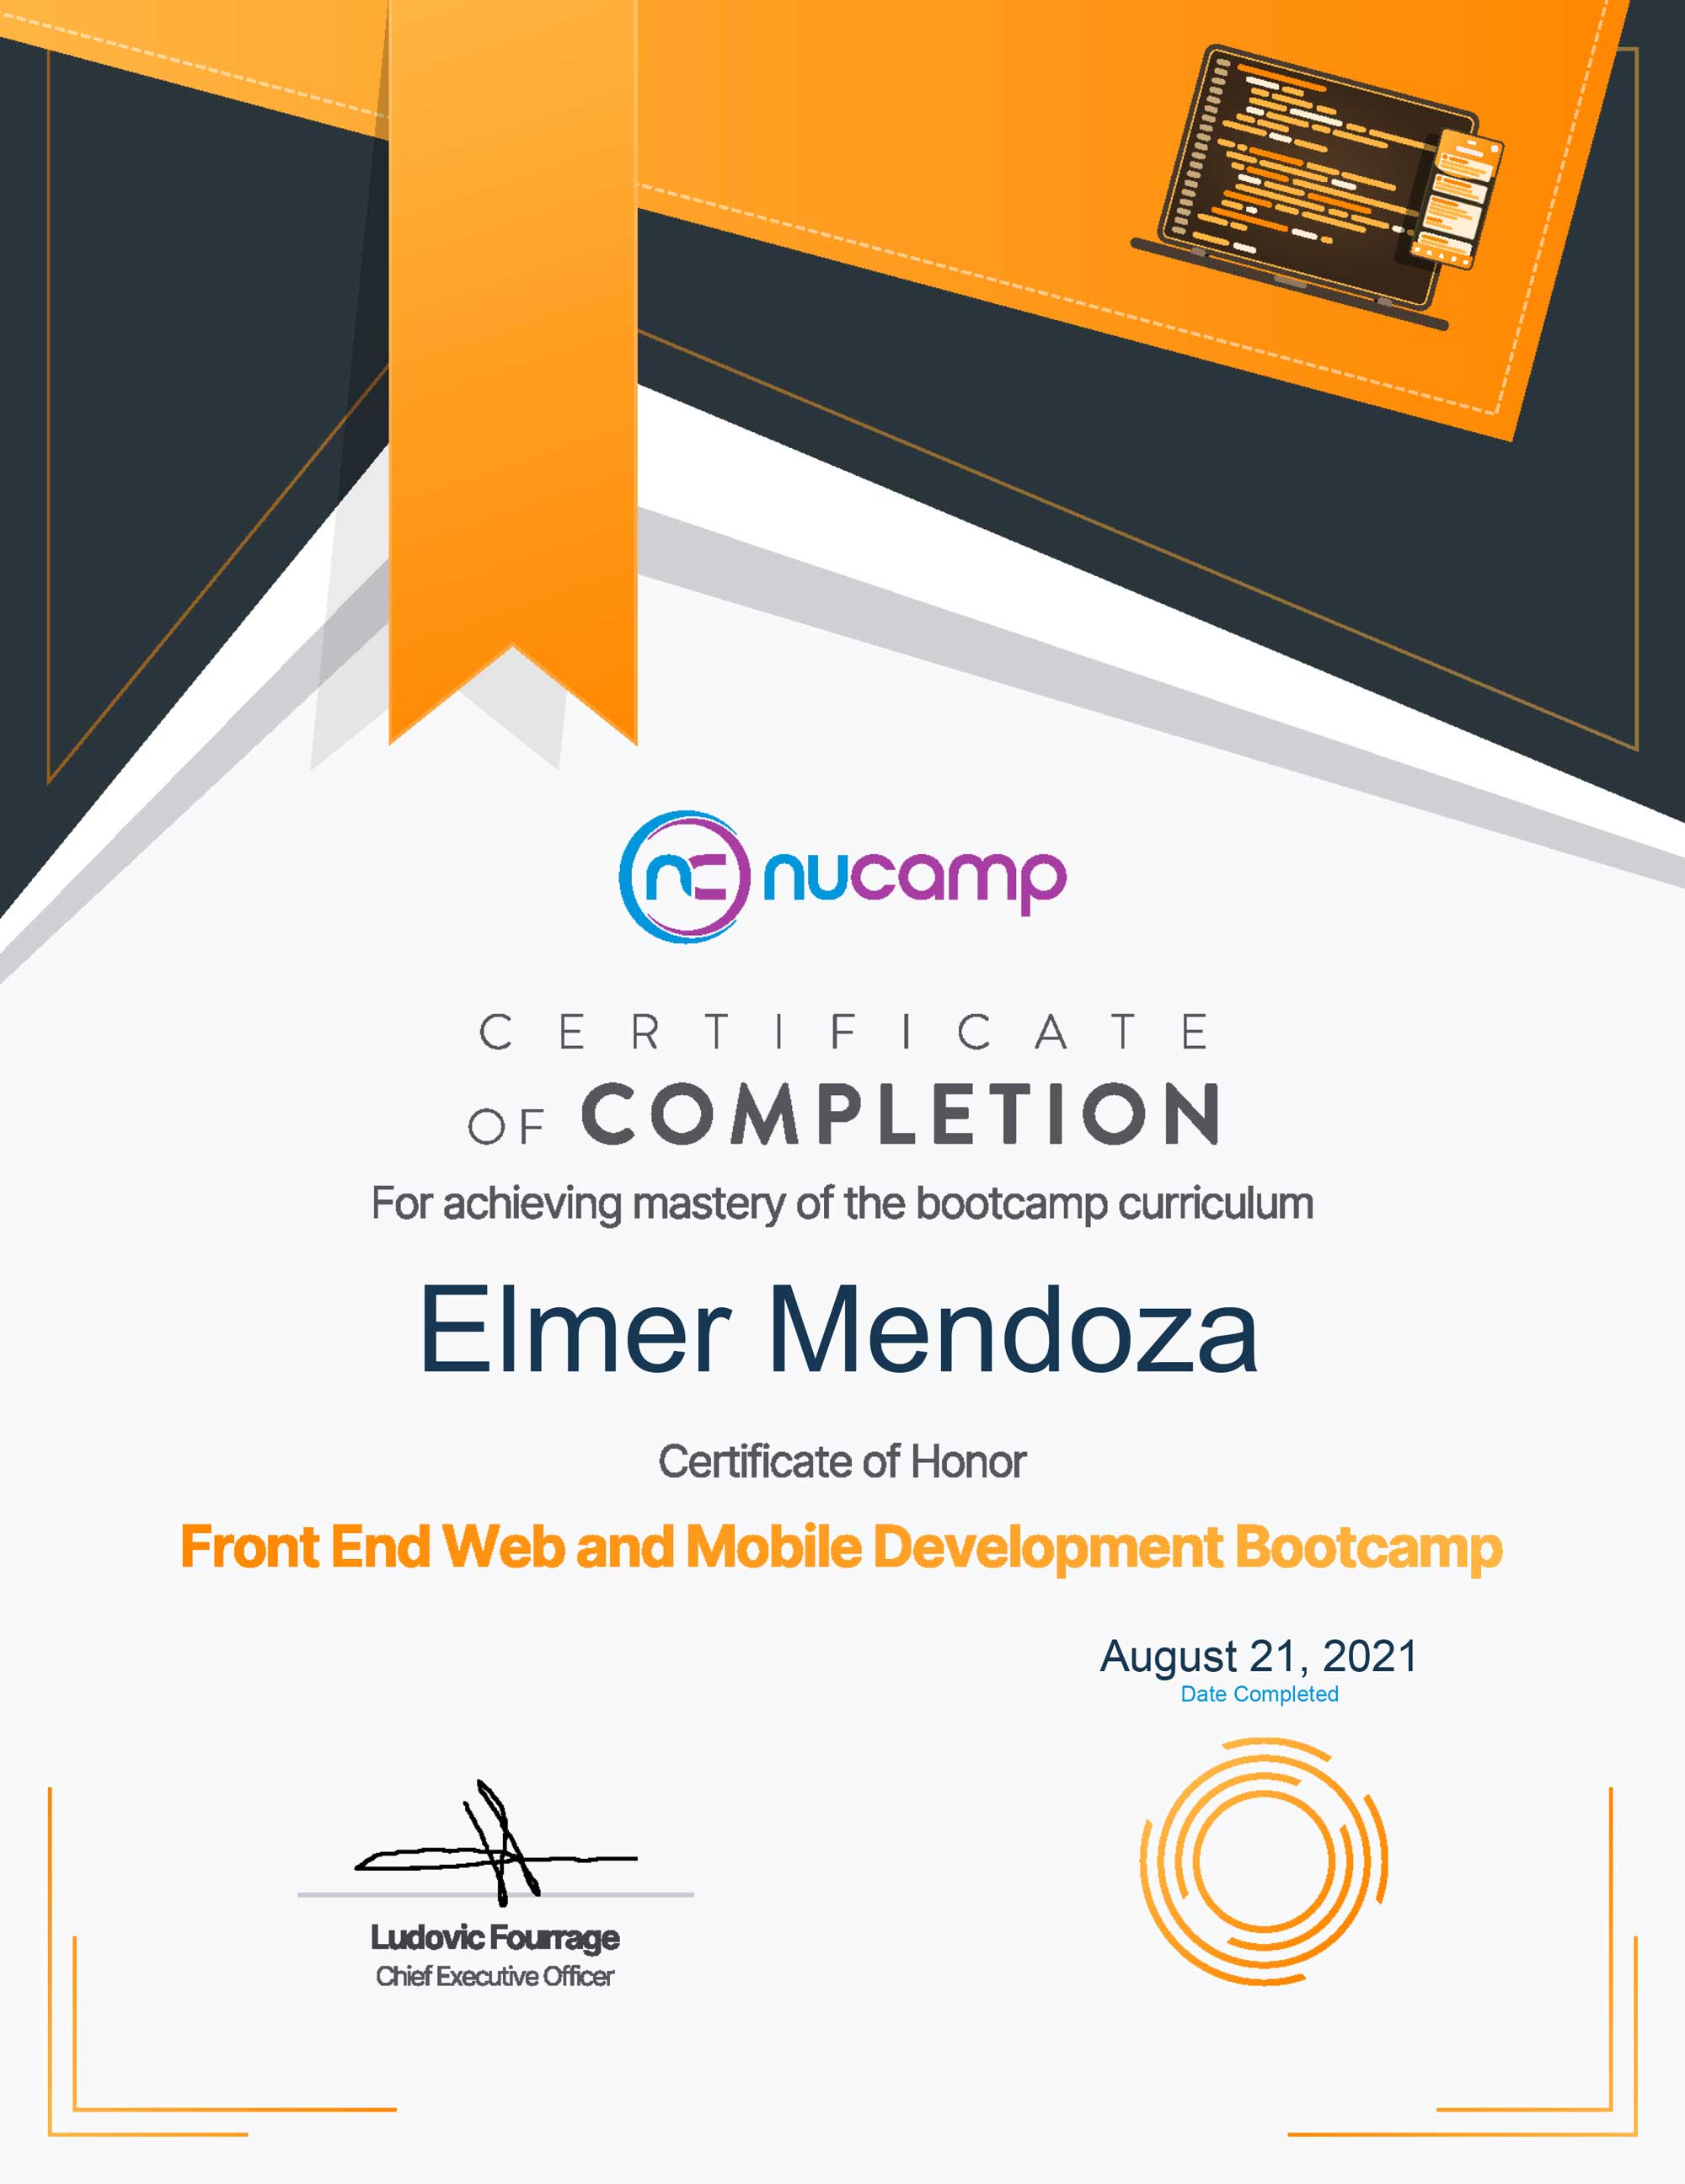 nc nucamp
CERTIFICATE
OF COMPLETION
For achieving mastery of the bootcamp curriculum
Elmer Mendoza
Certificate of Honor
Front End Web and Mobile Development Bootcamp
August 21, 2021
Date Completed
Ludovic Fourrage
Chief Executive Officer